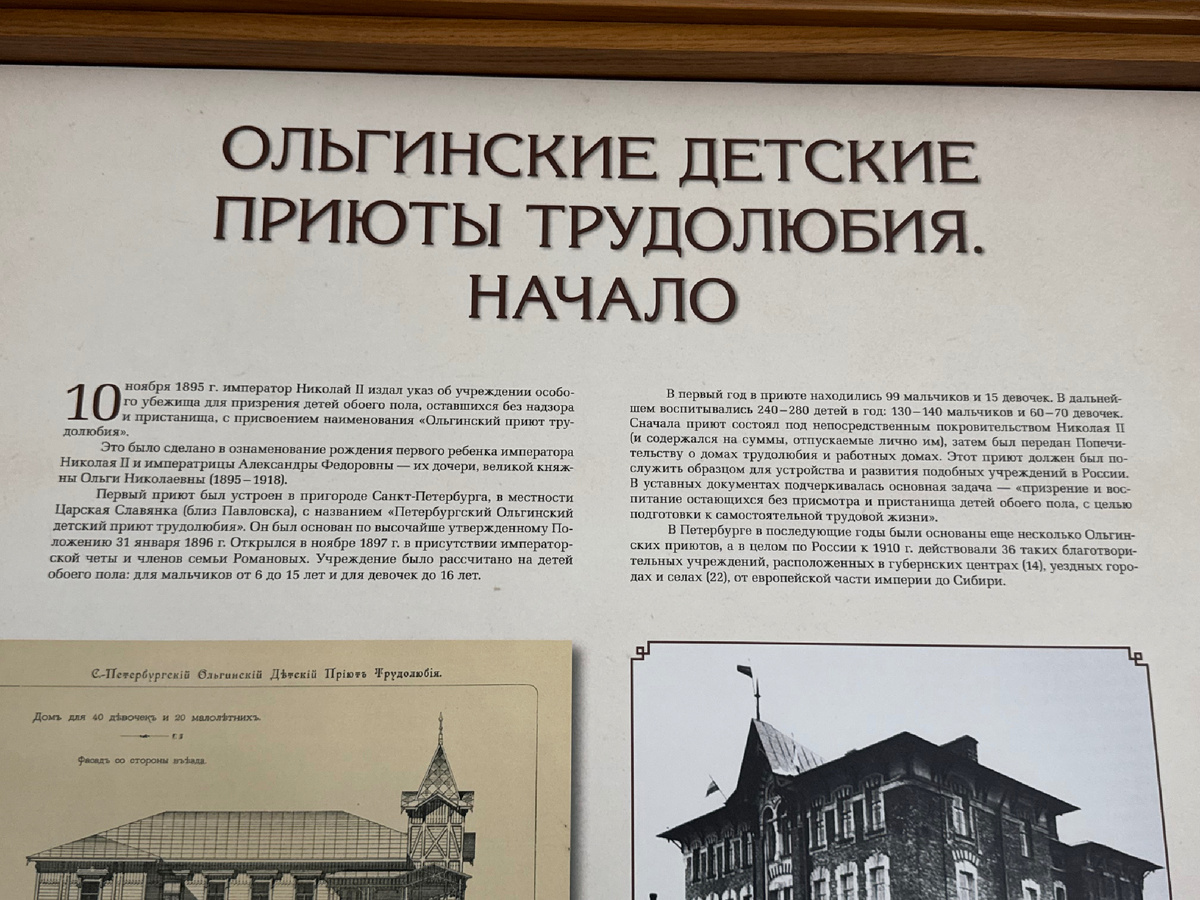 ОЛЬГИНСКИЕ ДЕТСКИЕ
ПРИЮТЫ ТРУДОЛЮБИЯ.
НАЧАЛО
10 ноября 1895 г. император Николай II издал указ об учреждении особо-
го убежища для призрения детей обоего пола, оставшихся без надзора
и пристанища, с присвоением наименования «Ольгинский приют тру-
долюбия».
Это было сделано в ознаменование рождения первого ребенка императора
Николая II и императрицы Александры Федоровны — их дочери, великой княж-
ны Ольги Николаевны (1895–1918).
Первый приют был устроен в пригороде Санкт-Петербурга, в местности
Царская Славянка (близ Павловска), с названием «Петербургский Ольгинский
детский приют трудолюбия». Он был основан по высочайше утвержденному По-
ложению 31 января 1896 г. Открылся в ноябре 1897 г. в присутствии император-
ской четы и членов семьи Романовых. Учреждение было рассчитано на детей
обоего пола: для мальчиков от 6 до 15 лет и для девочек до 16 лет.
В первый год в приюте находились 99 мальчиков и 15 девочек. В дальней-
шем воспитывались 240–280 детей в год: 130–140 мальчиков и 60–70 девочек.
Сначала приют состоял под непосредственным покровительством Николая II
(и содержался на суммы, отпускаемые лично им), затем был передан Попечи-
тельству о домах трудолюбия и работных домах. Этот приют должен был по-
служить образцом для устройства и развития подобных учреждений в России.
В уставных документах подчеркивалась основная задача — «призрение и вос-
питание остающихся без присмотра и пристанища детей обоего пола, с целью
подготовки к самостоятельной трудовой жизни».
В Петербурге в последующие годы были основаны еще несколько Ольгин-
ских приютов, а в целом по России к 1910 г. действовали 36 таких благотвори-
тельных учреждений, расположенных в губернских центрах (14), уездных горо-
дах и селах (22), от европейской части империи до Сибири.
С.-Петербургскій Ольгинскій Дѣтскій Пріютъ Трудолюбія.
Домъ для 40 дѣвочекъ и 20 малолѣтнихъ.
Фасадъ со стороны въѣзда.